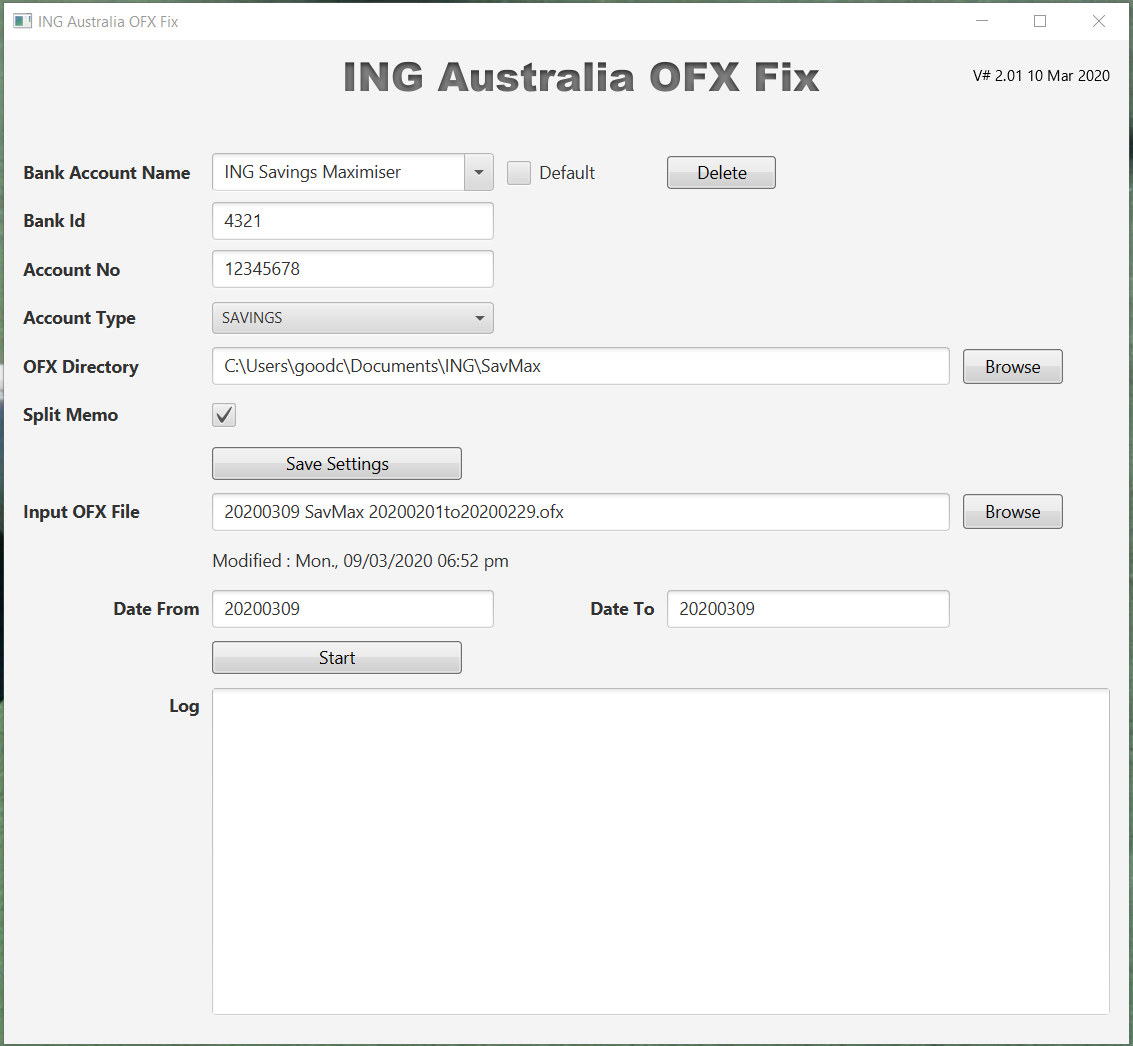 ING Australia OFX Fix
ING Australia OFX Fix
V# 2.01 10 Mar 2020
Bank Account Name ING Savings Maximiser Default Delete
Bank Id 4321
Account No 12345678
Account Type SAVINGS
OFX Directory C:\Users\goodc\Documents\ING\SavMax Browse
Split Memo
Save Settings
Input OFX File 20200309 SavMax 20200201to20200229.ofx Browse
Modified : Mon., 09/03/2020 06:52 pm
Date From 20200309 Date To 20200309
Start
Log